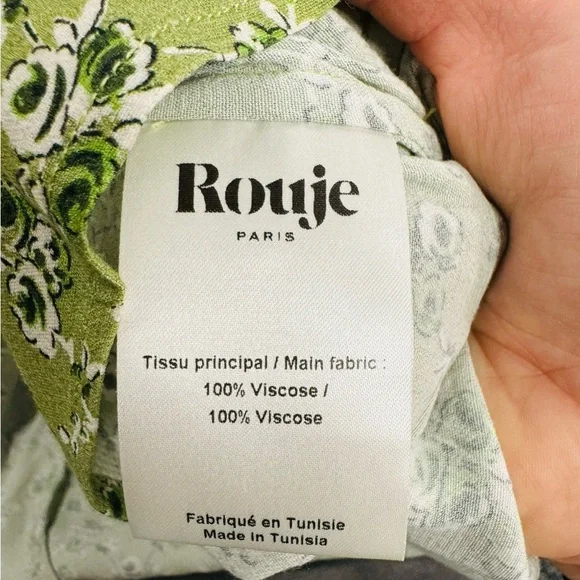 Rouje
PARIS
Tissu principal / Main fabric :
100% Viscose /
100% Viscose
Fabriqué en Tunisie
Made in Tunisia